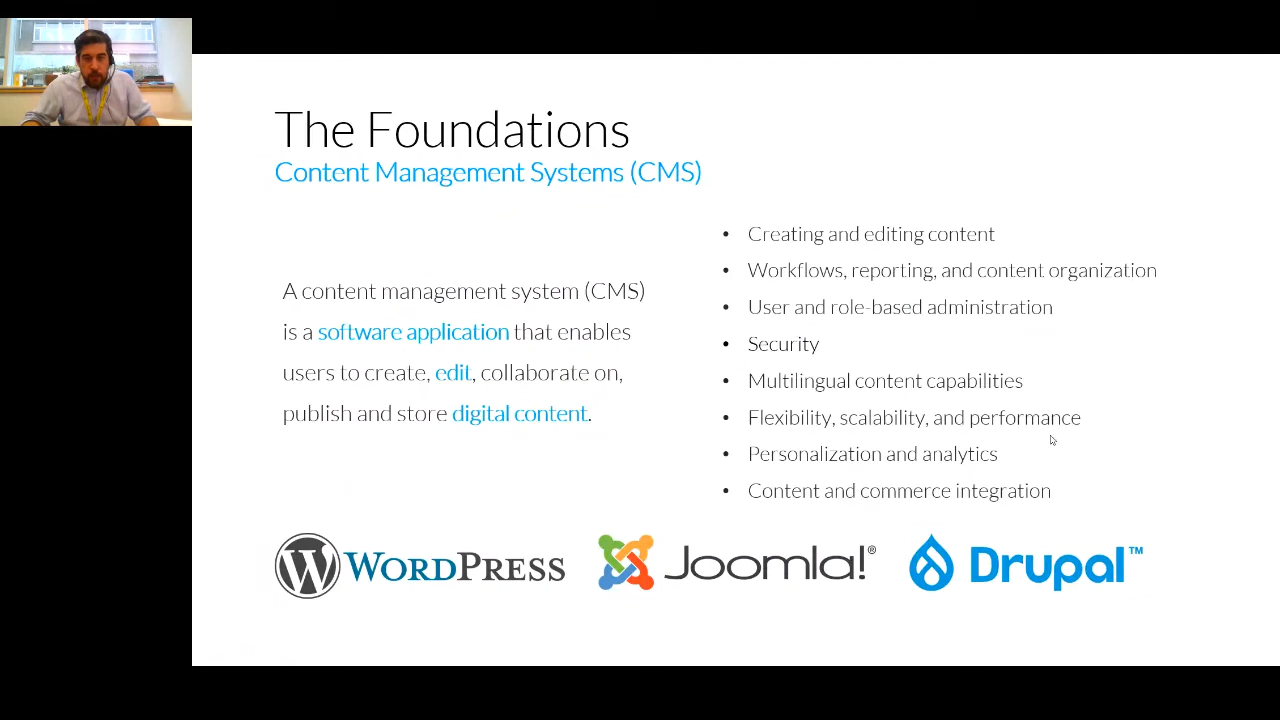 The Foundations
Content Management Systems (CMS)
A content management system (CMS)
is a software application that enables
users to create, edit, collaborate on,
publish and store digital content.
• Creating and editing content
• Workflows, reporting, and content organization
• User and role-based administration
• Security
• Multilingual content capabilities
• Flexibility, scalability, and performance
• Personalization and analytics
• Content and commerce integration
W WORDPRESS
Joomla!®
Drupal™